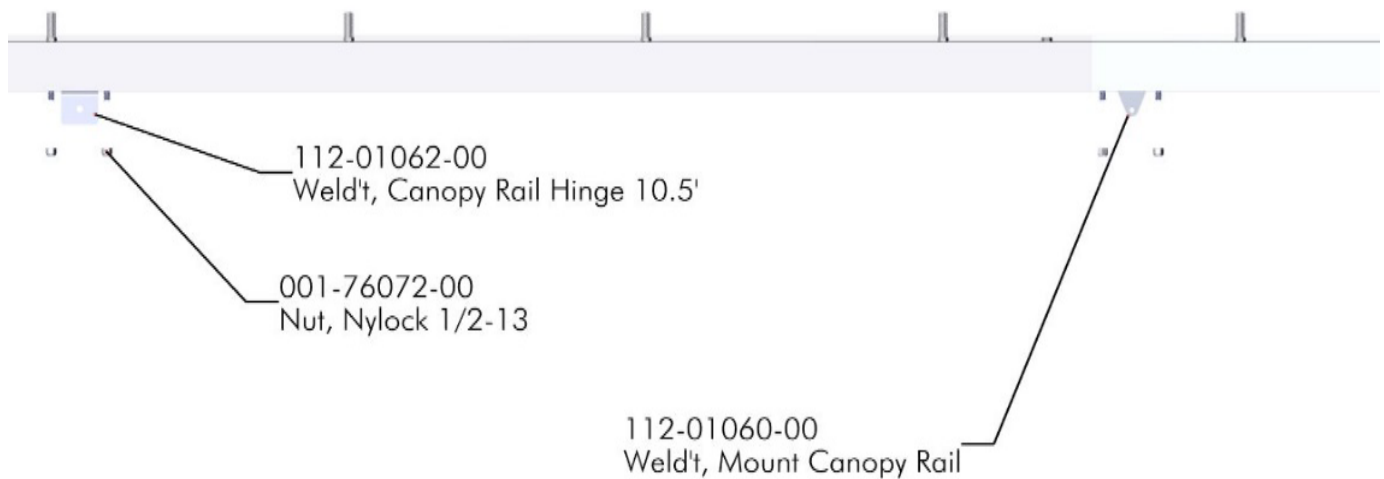 112-01062-00
Weld't, Canopy Rail Hinge 10.5'
001-76072-00
Nut, Nylock 1/2-13
112-01060-00
Weld't, Mount Canopy Rail